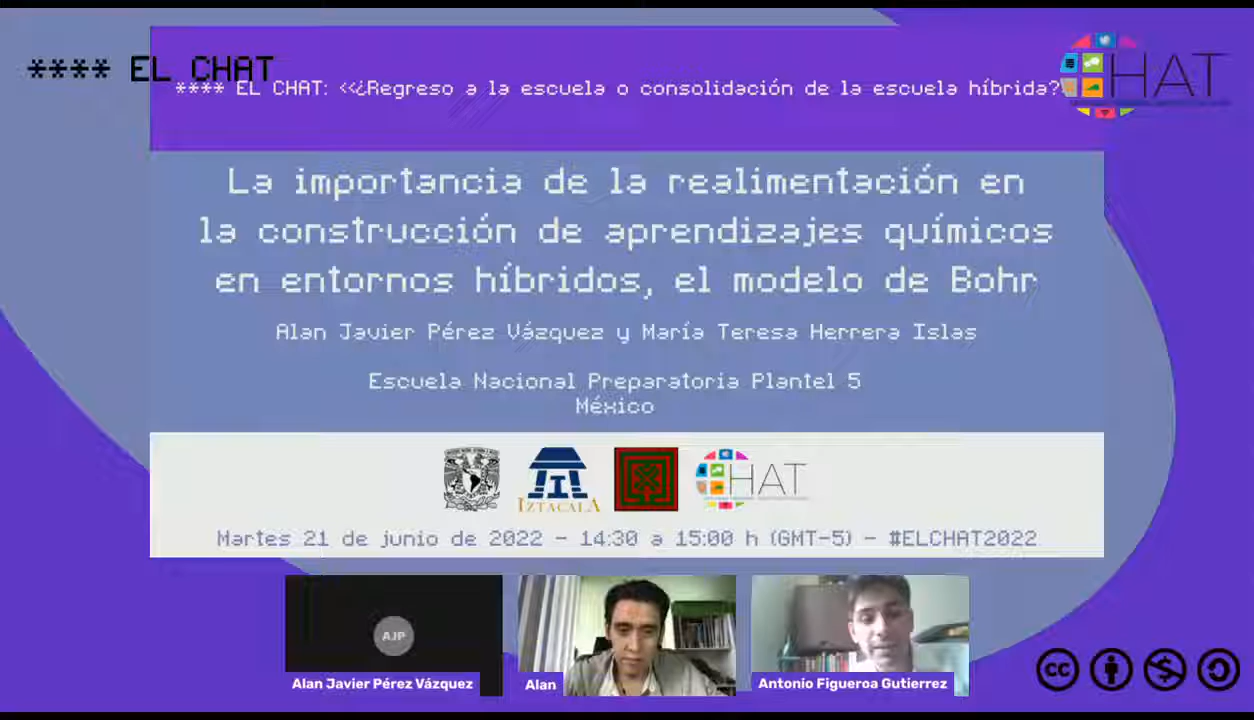 **** EL CHAT
**** EL CHAT: <<¿Regreso a la escuela o consolidación de la escuela híbrida?
HAT
La importancia de la realimentación en
la construcción de aprendizajes químicos
en entornos híbridos, el modelo de Bohr
Alan Javier Pérez Vázquez y María Teresa Herrera Islas
Escuela Nacional Preparatoria Plantel 5
México
IZTACALA
HAT
Martes 21 de junio de 2022 - 14:30 a 15:00 h (GMT-5) - #ELCHAT2022
AJP
Alan Javier Pérez Vázquez
Alan
Antonio Figueroa Gutierrez
cc